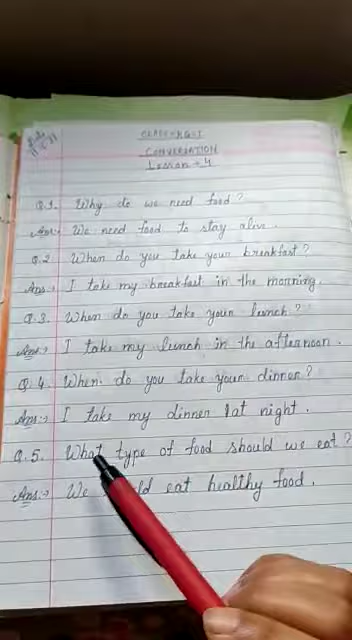 CLASS-KG-I
CONVERSATION
Lesson - 4
Q.1. Why do we need food?
Ans:- We need food to stay alive.
Q.2 When do you take your breakfast?
Ans:- I take my breakfast in the morning.
Q.3. When do you take your lunch?
Ans:- I take my lunch in the afternoon.
Q.4. When do you take your dinner?
Ans:- I take my dinner at night.
Q.5. What type of food should we eat?
Ans:- We eat healthy food.